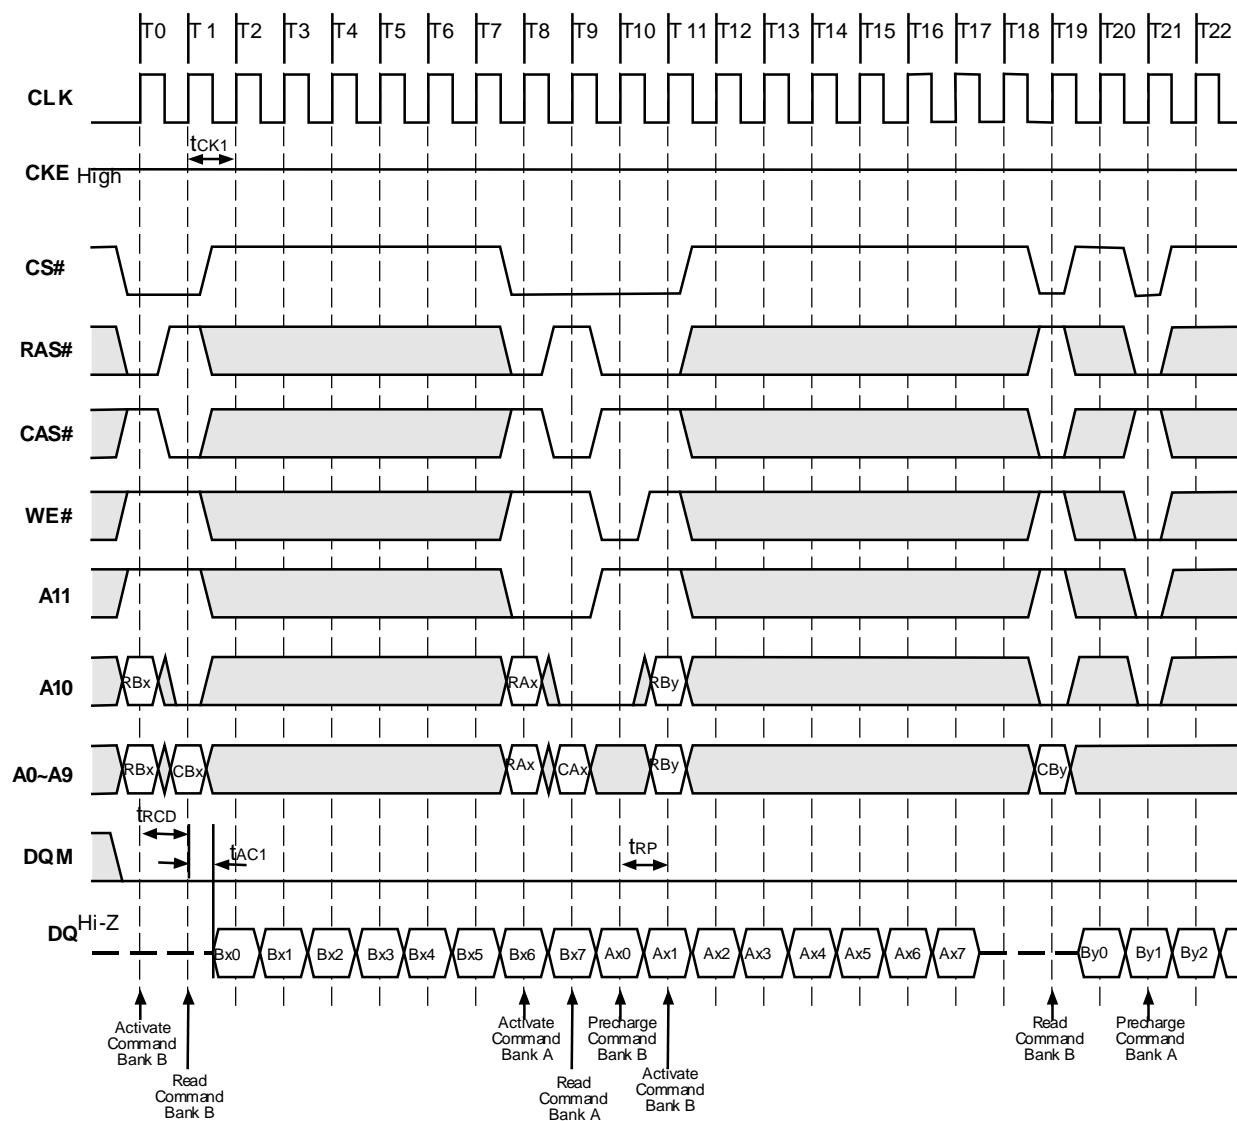 T0 T 1 T2 T3 T4 T5 T6 T7 T8 T9 T10 T 11 T12 T13 T14 T15 T16 T17 T18 T19 T20 T21 T22
CLK
tCK1
CKE High
CS#
RAS#
CAS#
WE#
A11
A10 RBx RAx RBy
A0~A9 RBx CBx RAx CAx RBy CBy
tRCD
DQM tAC1 tRP
Hi-Z
DQ Bx0 Bx1 Bx2 Bx3 Bx4 Bx5 Bx6 Bx7 Ax0 Ax1 Ax2 Ax3 Ax4 Ax5 Ax6 Ax7 By0 By1 By2
Activate
Command
Bank B
Read
Command
Bank B
Activate
Command
Bank A
Read
Command
Bank A
Precharge
Command
Bank B
Activate
Command
Bank B
Read
Command
Bank B
Precharge
Command
Bank A